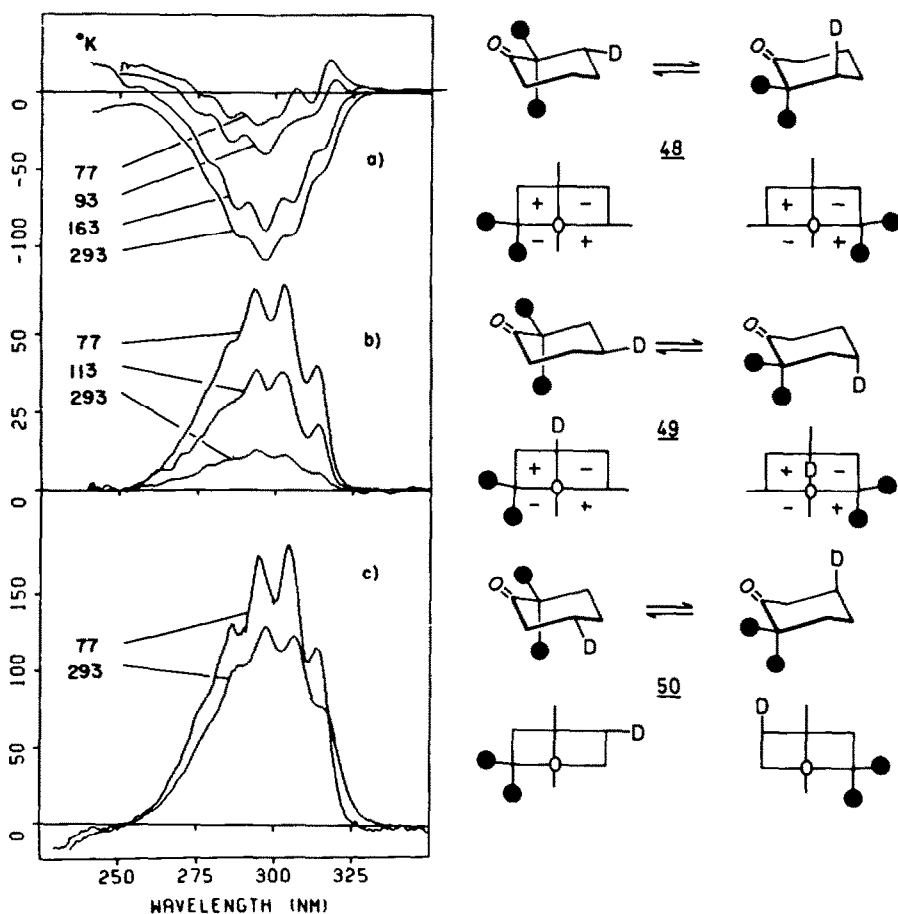 °K
0
-50
-100
77
93
163
293
a)
50
25
0
77
113
293
b)
150
100
50
0
77
293
c)
250 275 300 325
WAVELENGTH (NM)
O D
O D
48
+ -
O
- +
+ -
O
- +
O D
O D
49
D
+ -
O
- +
+ D -
O
- +
O D
O D
50
D
O
D
O